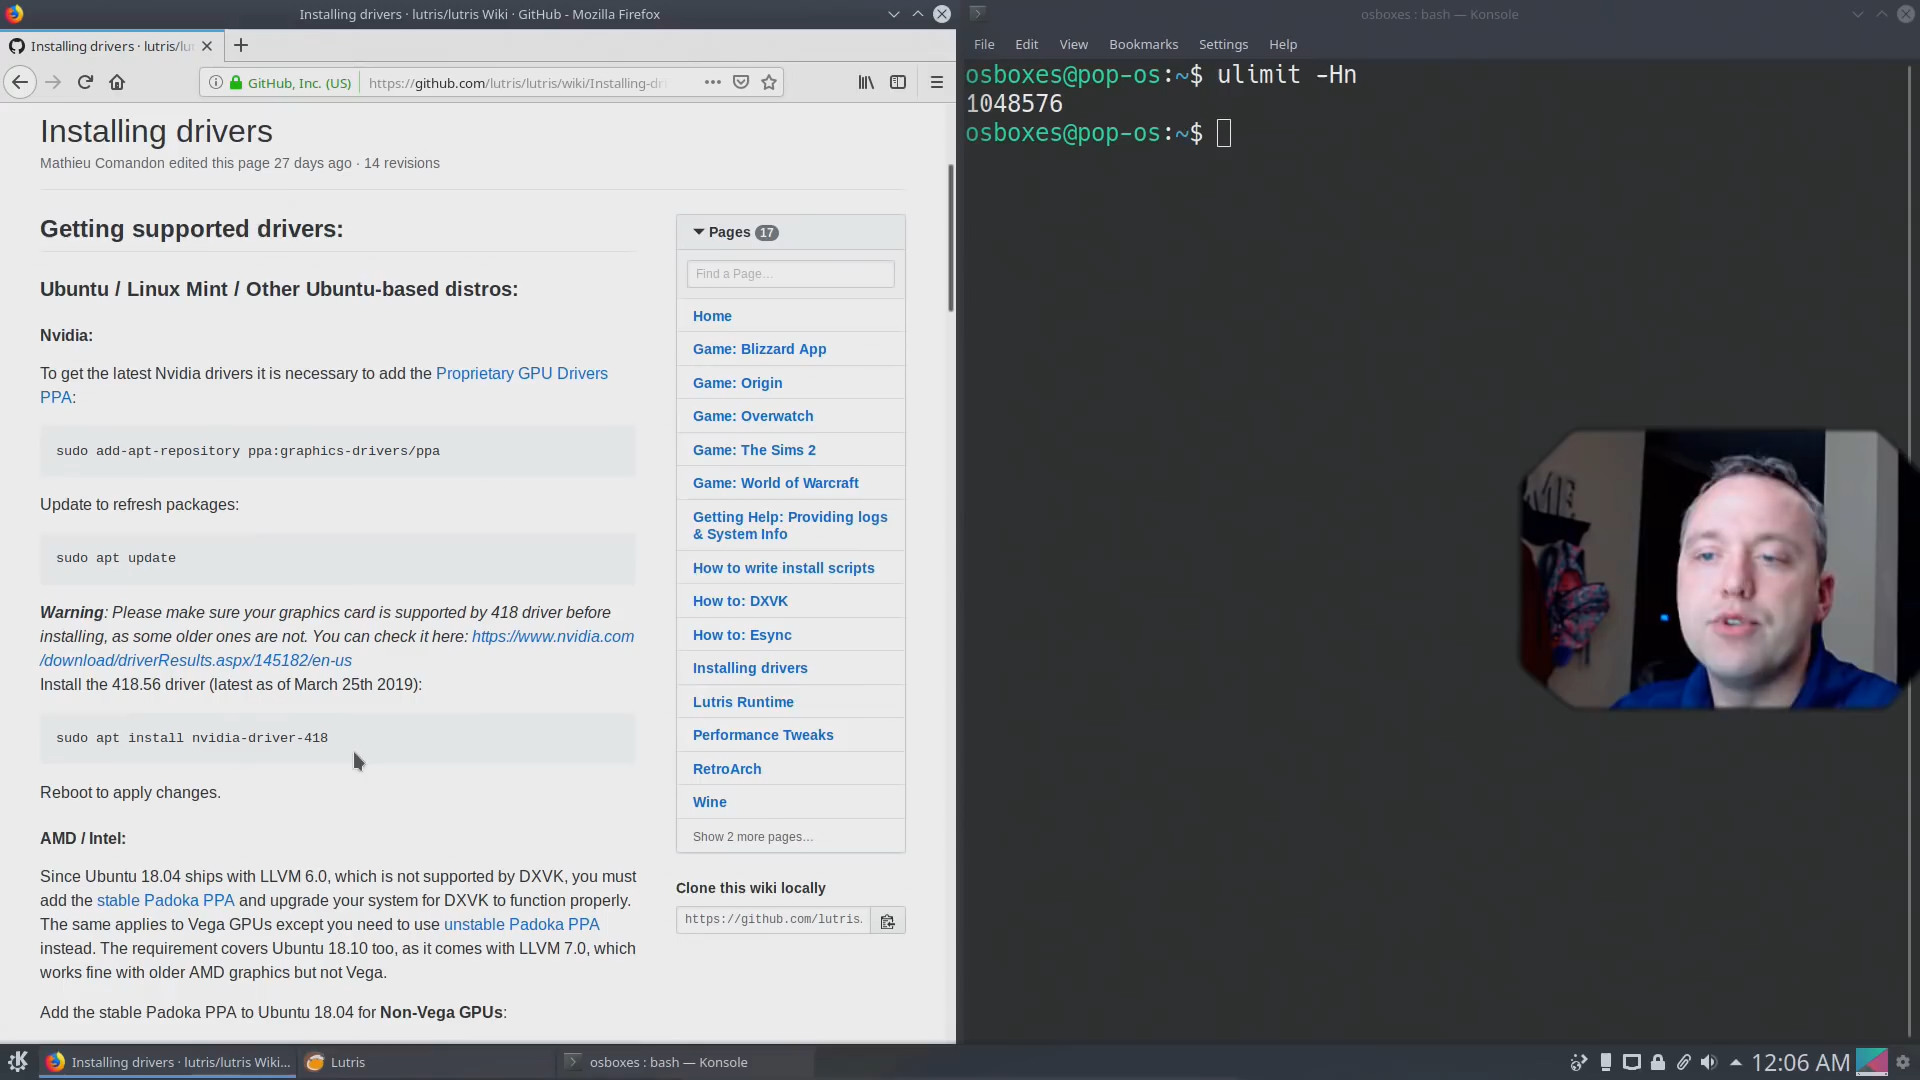 Installing drivers · lutris/lutris Wiki · GitHub - Mozilla Firefox
Installing drivers · lutris/lut
GitHub, Inc. (US)
https://github.com/lutris/lutris/wiki/Installing-dri
Installing drivers
Mathieu Comandon edited this page 27 days ago · 14 revisions
Getting supported drivers:
Ubuntu / Linux Mint / Other Ubuntu-based distros:
Nvidia:
To get the latest Nvidia drivers it is necessary to add the Proprietary GPU Drivers
PPA:
sudo add-apt-repository ppa:graphics-drivers/ppa
Update to refresh packages:
sudo apt update
Warning: Please make sure your graphics card is supported by 418 driver before
installing, as some older ones are not. You can check it here: https://www.nvidia.com
/download/driverResults.aspx/145182/en-us
Install the 418.56 driver (latest as of March 25th 2019):
sudo apt install nvidia-driver-418
Reboot to apply changes.
AMD / Intel:
Since Ubuntu 18.04 ships with LLVM 6.0, which is not supported by DXVK, you must
add the stable Padoka PPA and upgrade your system for DXVK to function properly.
The same applies to Vega GPUs except you need to use unstable Padoka PPA
instead. The requirement covers Ubuntu 18.10 too, as it comes with LLVM 7.0, which
works fine with older AMD graphics but not Vega.
Add the stable Padoka PPA to Ubuntu 18.04 for Non-Vega GPUs:
Pages 17
Find a Page…
Home
Game: Blizzard App
Game: Origin
Game: Overwatch
Game: The Sims 2
Game: World of Warcraft
Getting Help: Providing logs
& System Info
How to write install scripts
How to: DXVK
How to: Esync
Installing drivers
Lutris Runtime
Performance Tweaks
RetroArch
Wine
Show 2 more pages…
Clone this wiki locally
https://github.com/lutris.
osboxes : bash — Konsole
File Edit View Bookmarks Settings Help
osboxes@pop-os:~$ ulimit -Hn
1048576
osboxes@pop-os:~$
Installing drivers · lutris/lutris Wiki...
Lutris
osboxes : bash — Konsole
12:06 AM